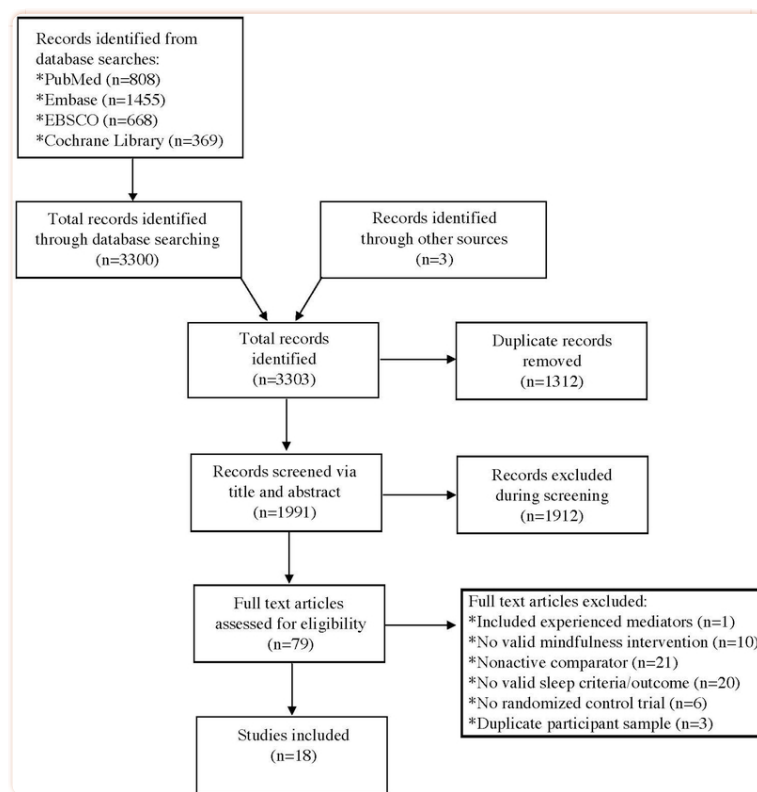 Records identified from
database searches:
*PubMed (n=808)
*Embase (n=1455)
*EBSCO (n=668)
*Cochrane Library (n=369)
Total records identified
through database searching
(n=3300)
Records identified
through other sources
(n=3)
Total records
identified
(n=3303)
Duplicate records
removed
(n=1312)
Records screened via
title and abstract
(n=1991)
Records excluded
during screening
(n=1912)
Full text articles
assessed for eligibility
(n=79)
Full text articles excluded:
*Included experienced mediators (n=1)
*No valid mindfulness intervention (n=10)
*Nonactive comparator (n=21)
*No valid sleep criteria/outcome (n=20)
*No randomized control trial (n=6)
*Duplicate participant sample (n=3)
Studies included
(n=18)